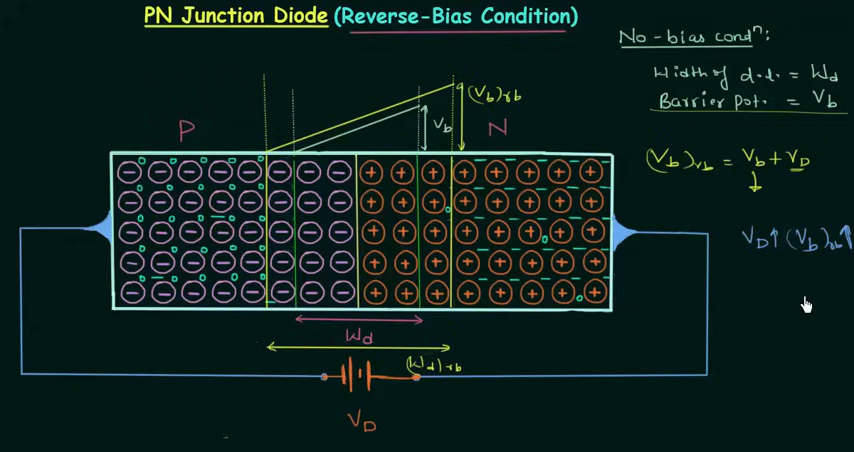 PN Junction Diode (Reverse-Bias Condition)
No-bias condⁿ:
Width of d.l. = Wd
Barrier pot. = Vb
(Vb)rb = Vb + VD
VD↑ (Vb)rb↑
P
N
Vb
(Vb)rb
Wd
(Wd)rb
VD